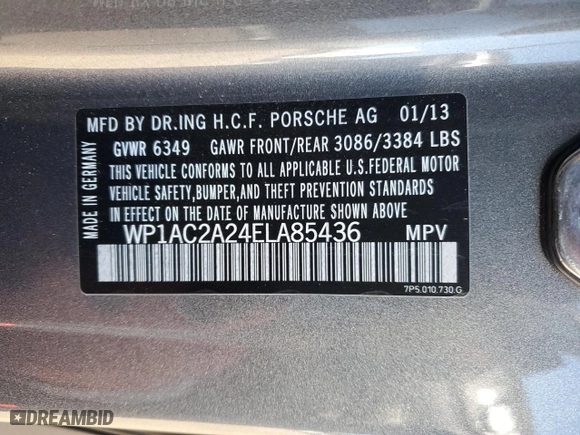 MFD BY DR.ING H.C.F. PORSCHE AG 01/13
GVWR 6349 GAWR FRONT/REAR 3086/3384 LBS
THIS VEHICLE CONFORMS TO ALL APPLICABLE U.S.FEDERAL MOTOR
VEHICLE SAFETY,BUMPER,AND THEFT PREVENTION STANDARDS
IN EFFECT ON THE DATE OF MANUFACTURE SHOWN ABOVE
WP1AC2A24ELA85436 MPV
MADE IN GERMANY
7P5.010.730.G
DREAMBID